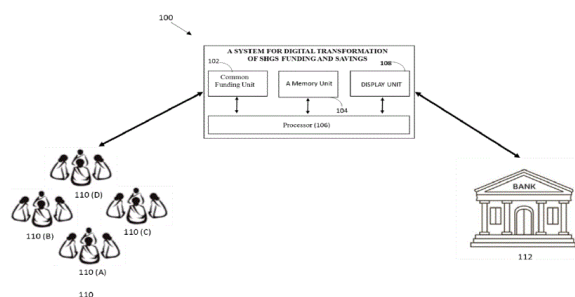 100
A SYSTEM FOR DIGITAL TRANSFORMATION
OF SHGS FUNDING AND SAVINGS
102
108
Common
Funding Unit
A Memory Unit
DISPLAY UNIT
104
Processor (106)
110 (D)
110 (B)
110 (C)
110 (A)
110
BANK
112